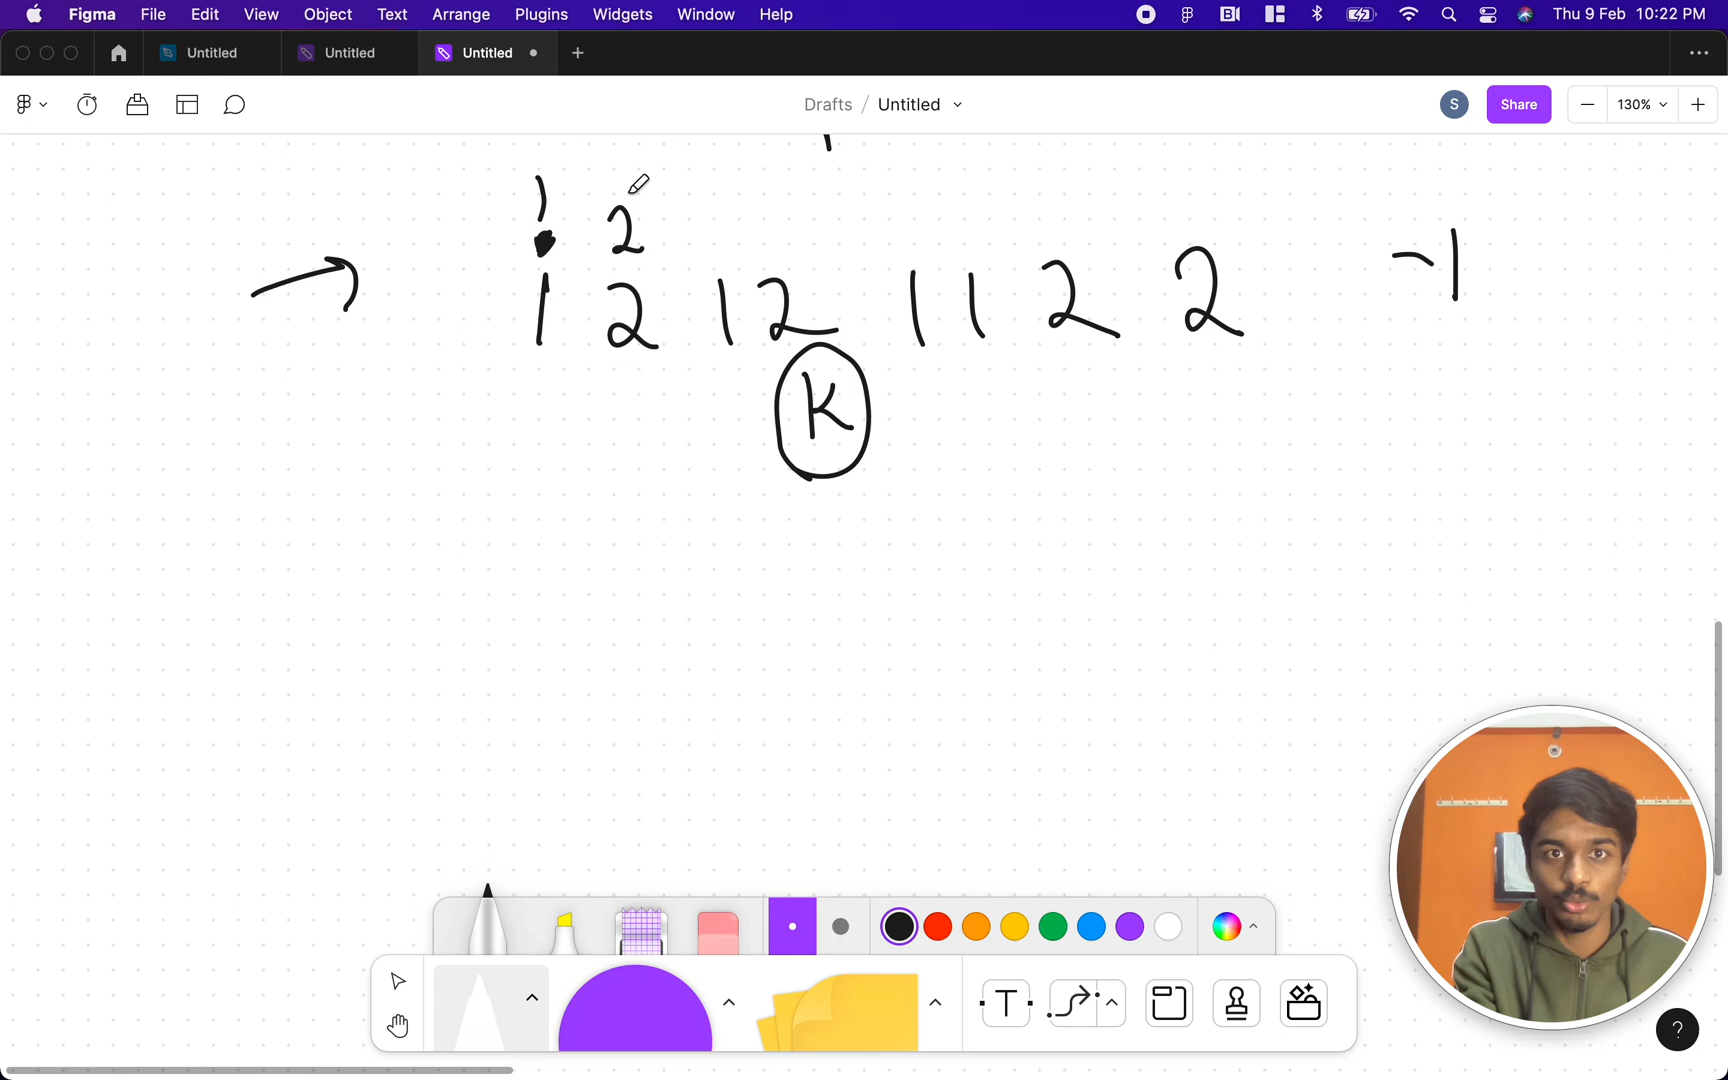 Figma File Edit View Object Text Arrange Plugins Widgets Window Help Thu 9 Feb 10:22 PM
Untitled Untitled Untitled
Drafts / Untitled S Share 130%
1 2
1 2 1 2 1 1 2 2 -1
K
T
?